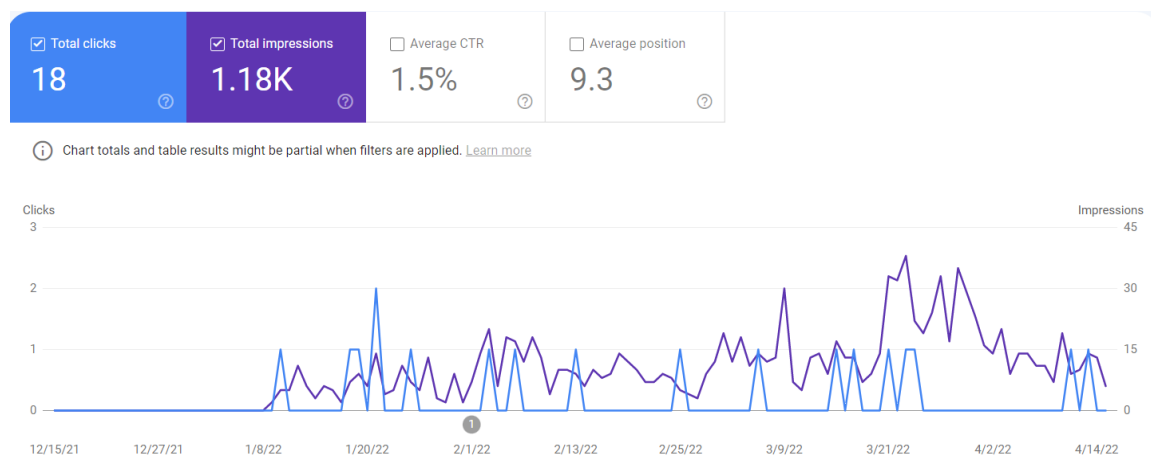 Total clicks Total impressions Average CTR Average position
18 1.18K 1.5% 9.3
Chart totals and table results might be partial when filters are applied. Learn more
Clicks Impressions
3 45
2 30
1 15
0 0
1
12/15/21 12/27/21 1/8/22 1/20/22 2/1/22 2/13/22 2/25/22 3/9/22 3/21/22 4/2/22 4/14/22